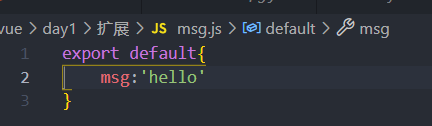 vue > day1 > 扩展 > JS msg.js > default > msg
1 export default{
2 msg:'hello'
3 }